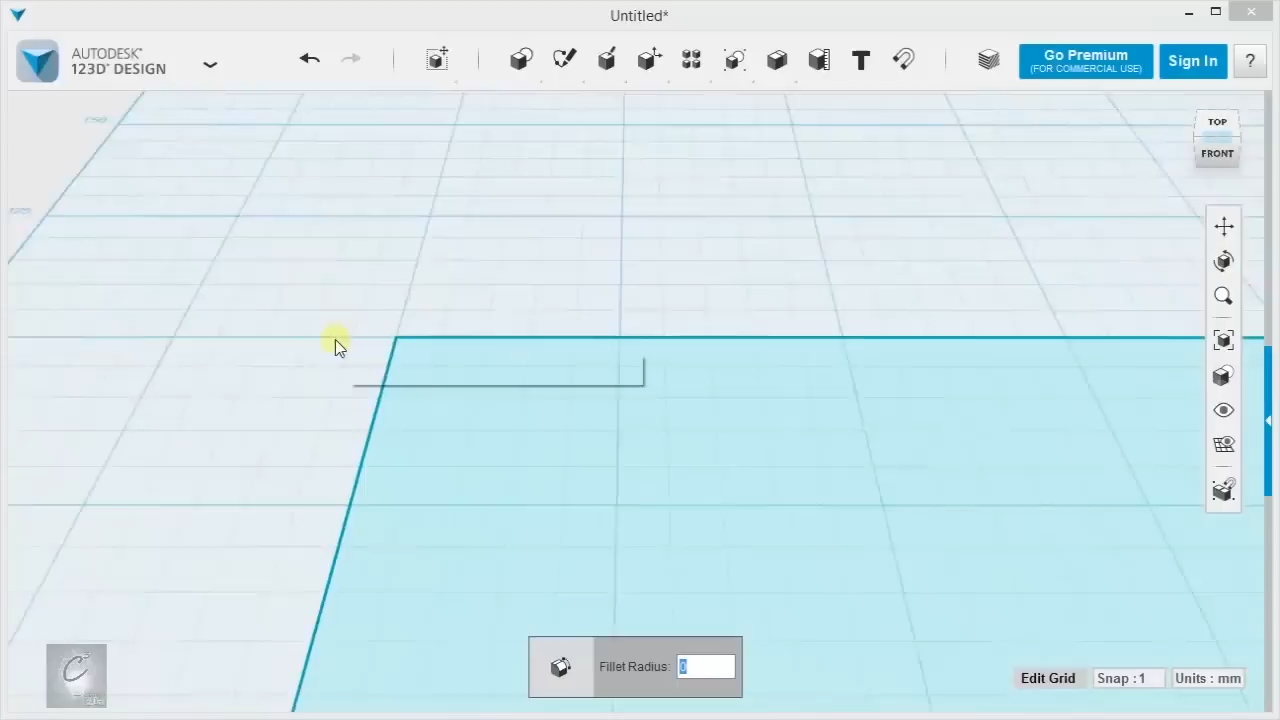 Untitled*
AUTODESK®
123D® DESIGN
Go Premium
(FOR COMMERCIAL USE)
Sign In
?
TOP
FRONT
Fillet Radius: 0
Edit Grid
Snap : 1
Units : mm